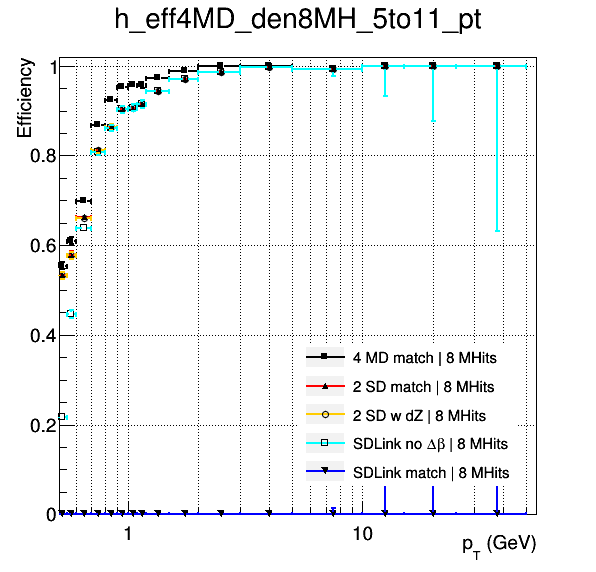 h_eff4MD_den8MH_5to11_pt
Efficiency
1
0.8
0.6
0.4
0.2
0
4 MD match | 8 MHits
2 SD match | 8 MHits
2 SD w dZ | 8 MHits
SDLink no Δβ | 8 MHits
SDLink match | 8 MHits
1
10
p_T (GeV)